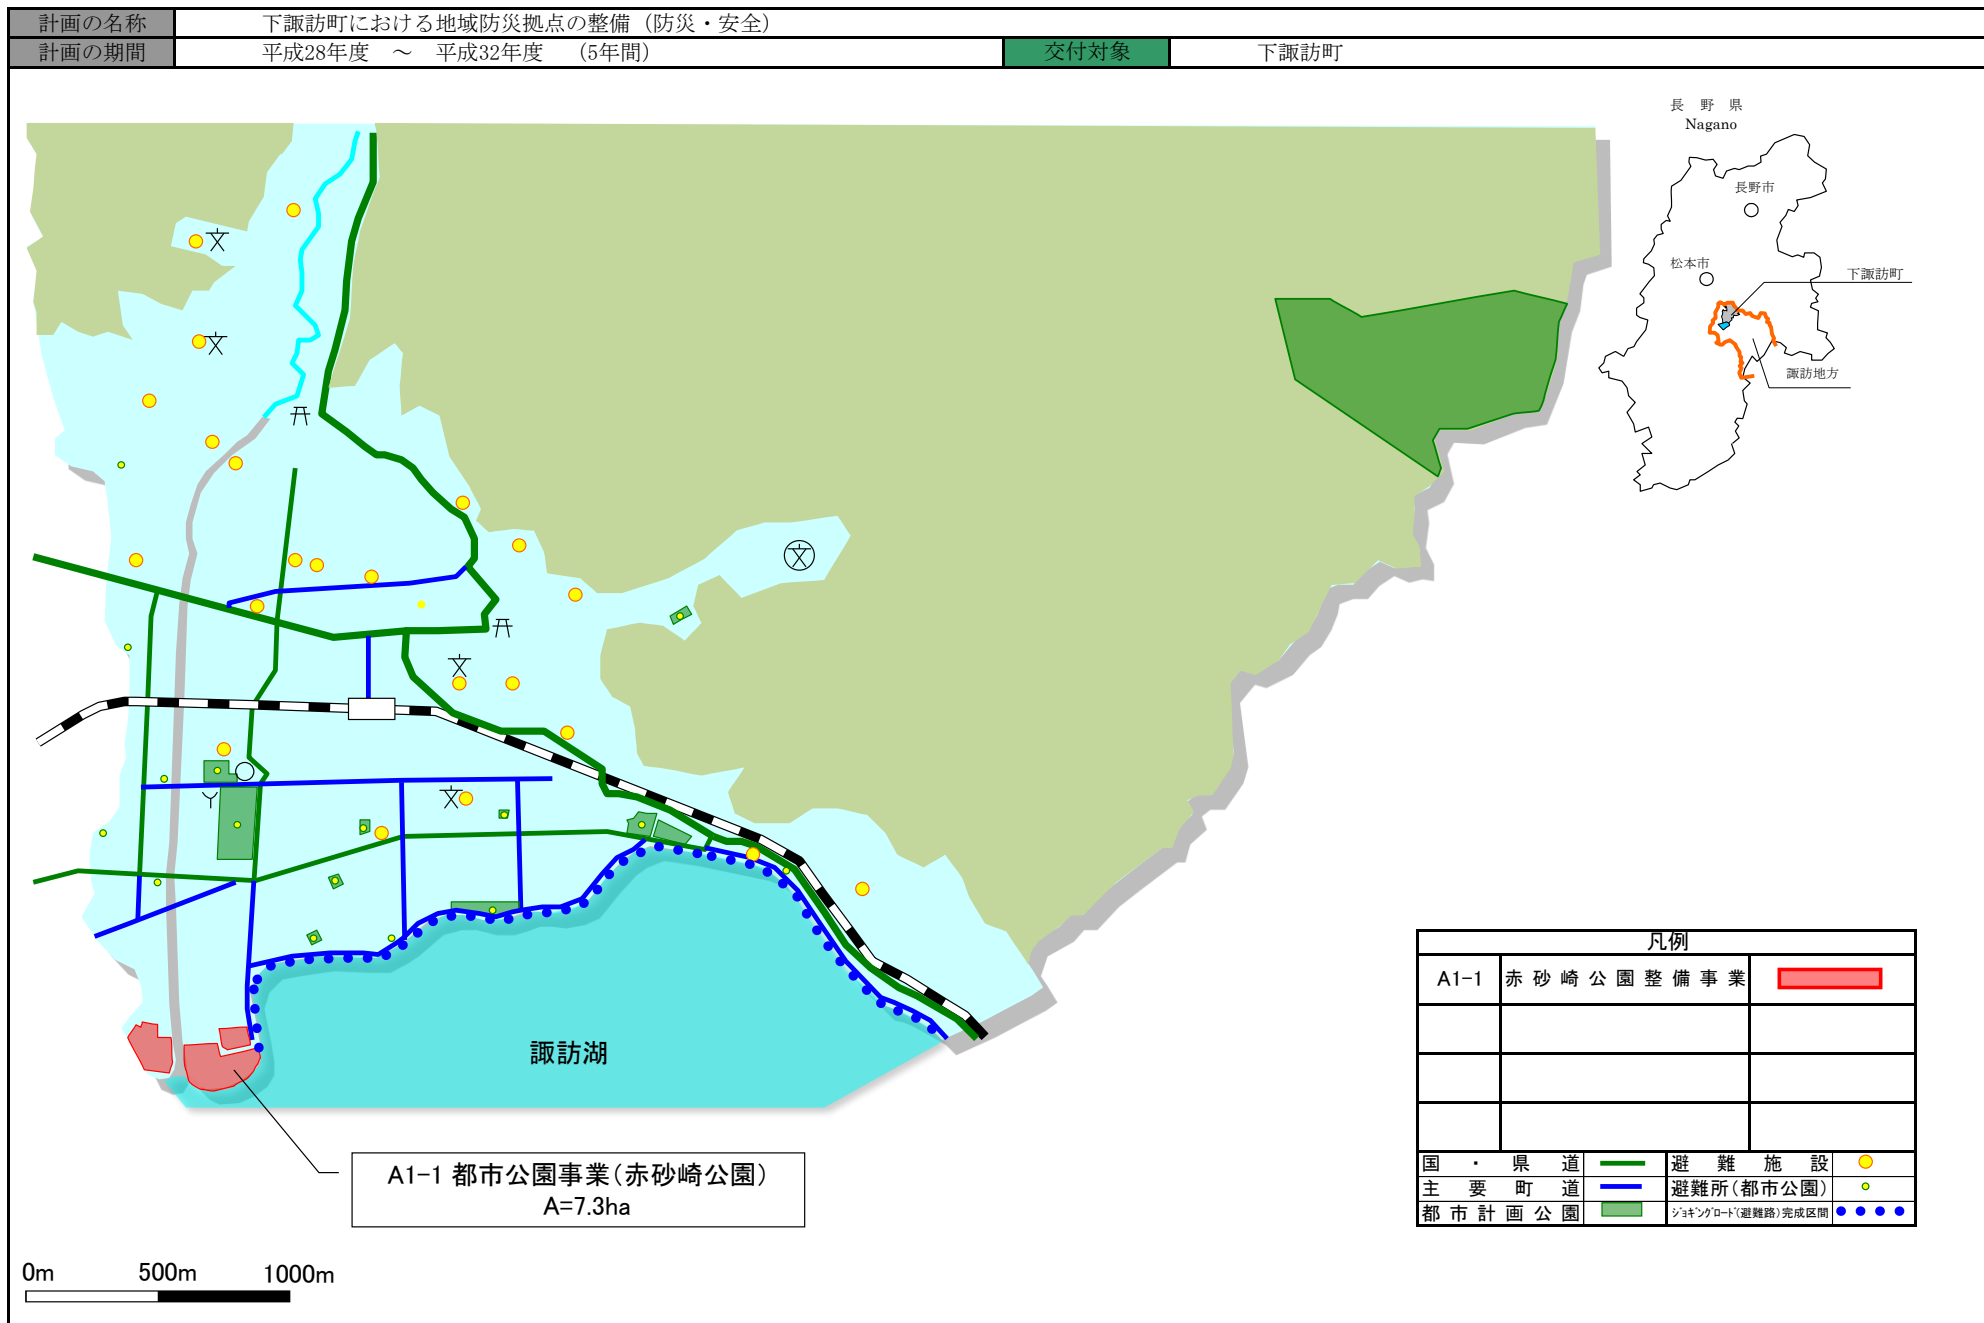 計画の名称 下諏訪町における地域防災拠点の整備（防災・安全）
計画の期間 平成28年度 ～ 平成32年度 （5年間） 交付対象 下諏訪町
長野県
Nagano
長野市
松本市
下諏訪町
諏訪地方
諏訪湖
A1-1 都市公園事業（赤砂崎公園）
A=7.3ha
凡例
A1-1 赤砂崎公園整備事業
国・県道 避難施設
主要町道 避難所（都市公園）
都市計画公園 ｼﾞｮｷﾞﾝｸﾞﾛｰﾄﾞ（避難路）完成区間
0m 500m 1000m